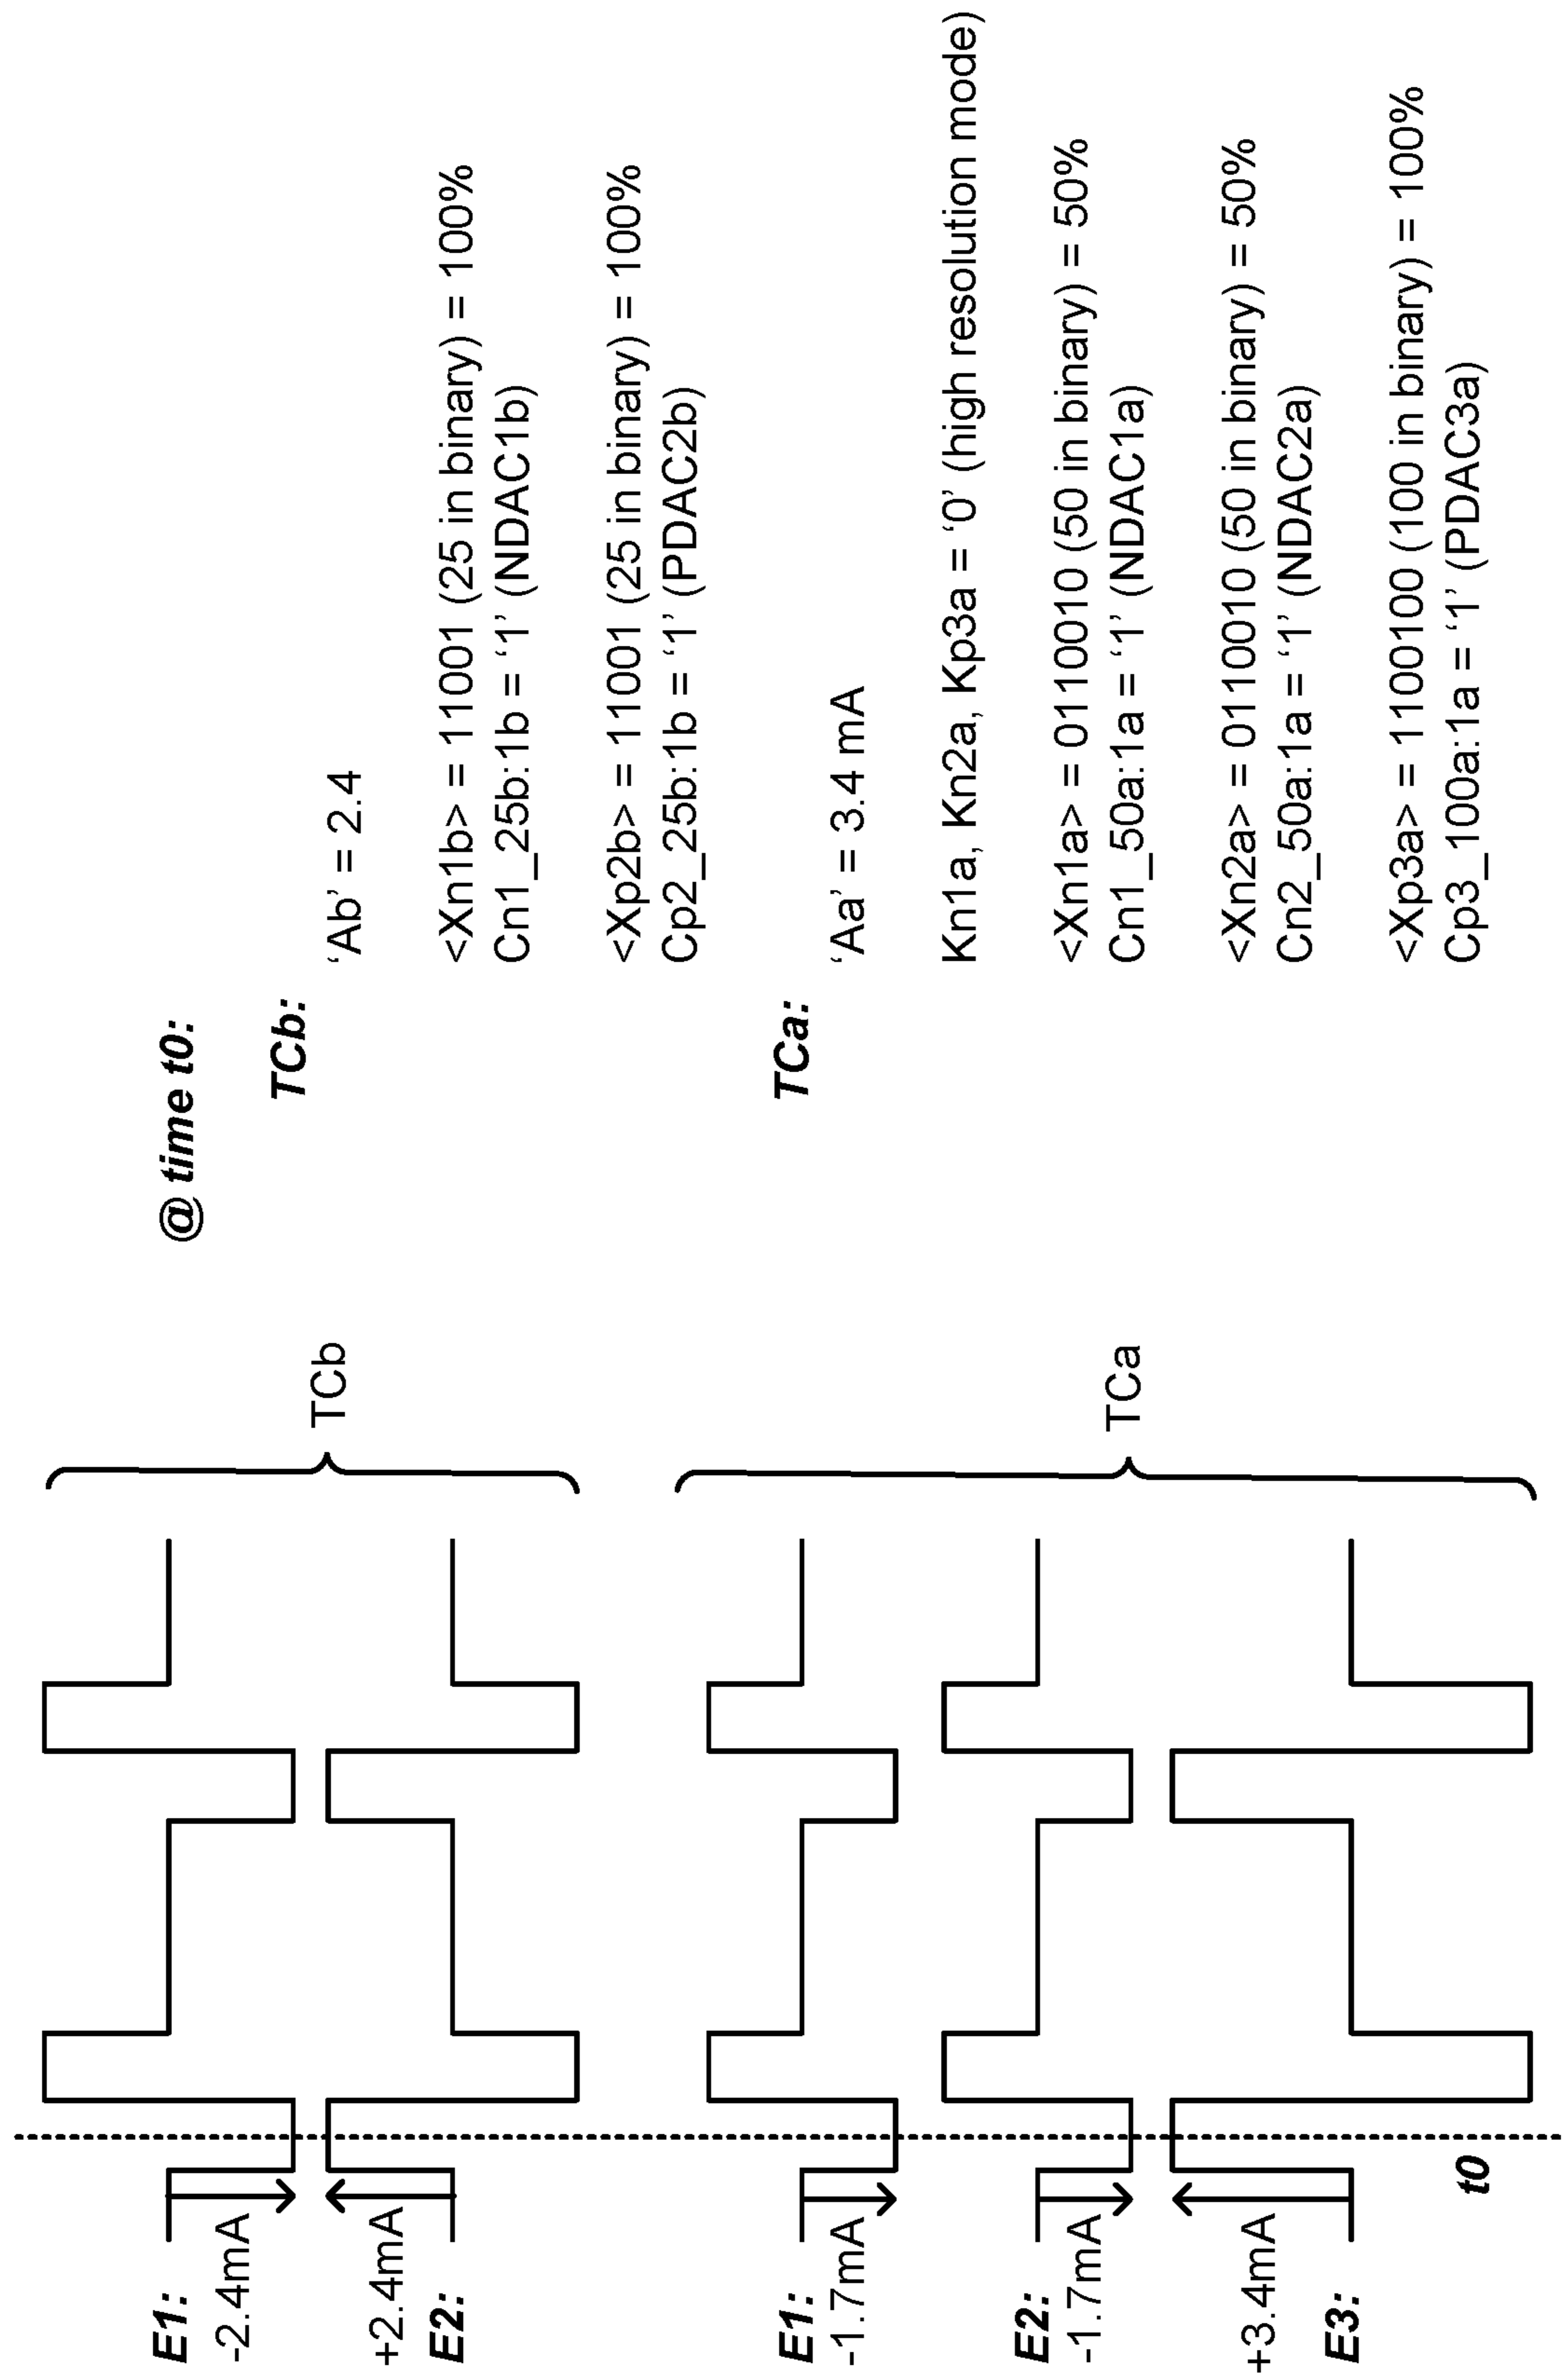 E1:
-2.4mA
+2.4mA
E2:
TCb
E1:
-1.7mA
E2:
-1.7mA
+3.4mA
E3:
TCa
t0
@ time t0:
TCb:
‘Ab’ = 2.4
<Xn1b> = 11001 (25 in binary) = 100%
Cn1_25b:1b = ‘1’ (NDAC1b)
<Xp2b> = 11001 (25 in binary) = 100%
Cp2_25b:1b = ‘1’ (PDAC2b)
TCa:
‘Aa’ = 3.4 mA
Kn1a, Kn2a, Kp3a = ‘0’ (high resolution mode)
<Xn1a> = 0110010 (50 in binary) = 50%
Cn1_50a:1a = ‘1’ (NDAC1a)
<Xn2a> = 0110010 (50 in binary) = 50%
Cn2_50a:1a = ‘1’ (NDAC2a)
<Xp3a> = 1100100 (100 in binary) = 100%
Cp3_100a:1a = ‘1’ (PDAC3a)